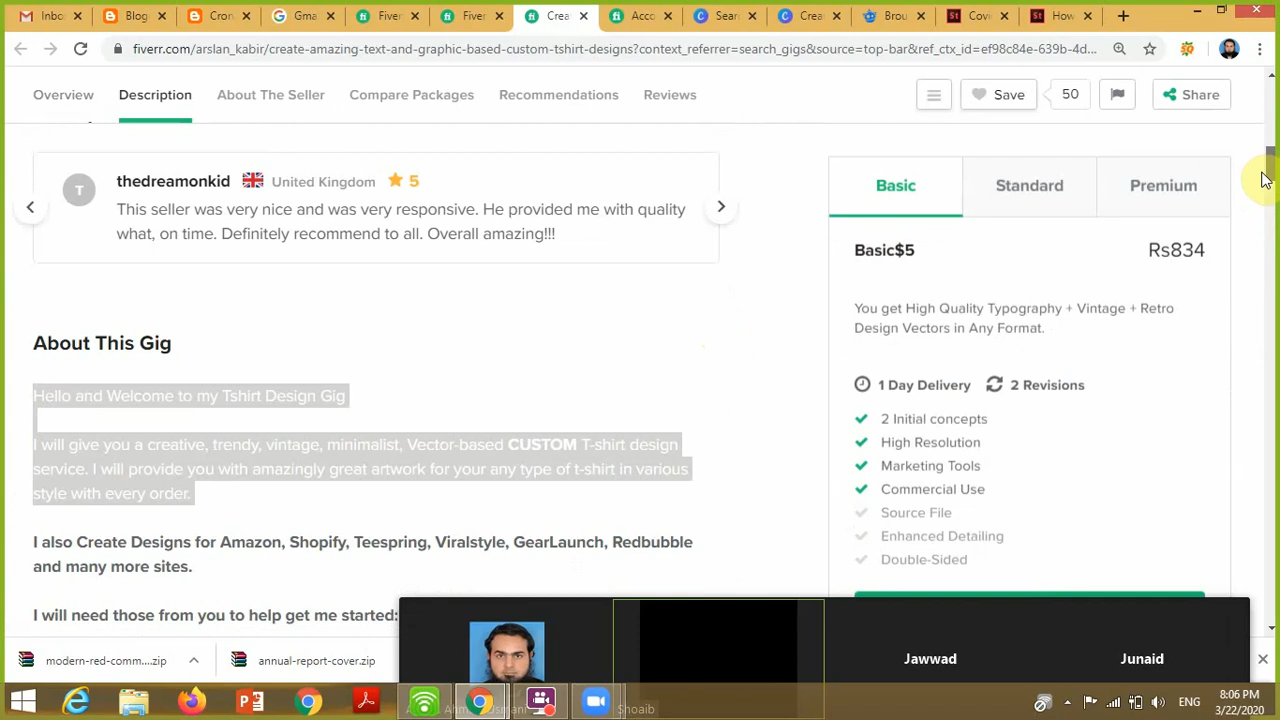 Inbo
Blog
Cron
Gma
Fiver
Fiver
Crea
Acco
Sear
Crea
Brou
Cov
How
fiverr.com/arslan_kabir/create-amazing-text-and-graphic-based-custom-tshirt-designs?context_referrer=search_gigs&source=top-bar&ref_ctx_id=ef98c84e-639b-4d...
Overview
Description
About The Seller
Compare Packages
Recommendations
Reviews
Save
50
Share
T
thedreamonkid
United Kingdom
5
This seller was very nice and was very responsive. He provided me with quality
what, on time. Definitely recommend to all. Overall amazing!!!
About This Gig
Hello and Welcome to my Tshirt Design Gig
I will give you a creative, trendy, vintage, minimalist, Vector-based CUSTOM T-shirt design
service. I will provide you with amazingly great artwork for your any type of t-shirt in various
style with every order.
I also Create Designs for Amazon, Shopify, Teespring, Viralstyle, GearLaunch, Redbubble
and many more sites.
I will need those from you to help get me started:
Basic
Standard
Premium
Basic$5
Rs834
You get High Quality Typography + Vintage + Retro
Design Vectors in Any Format.
1 Day Delivery
2 Revisions
2 Initial concepts
High Resolution
Marketing Tools
Commercial Use
Source File
Enhanced Detailing
Double-Sided
Jawwad
Junaid
modern-red-comm....zip
annual-report-cover.zip
Shoaib
ENG
8:06 PM
3/22/2020